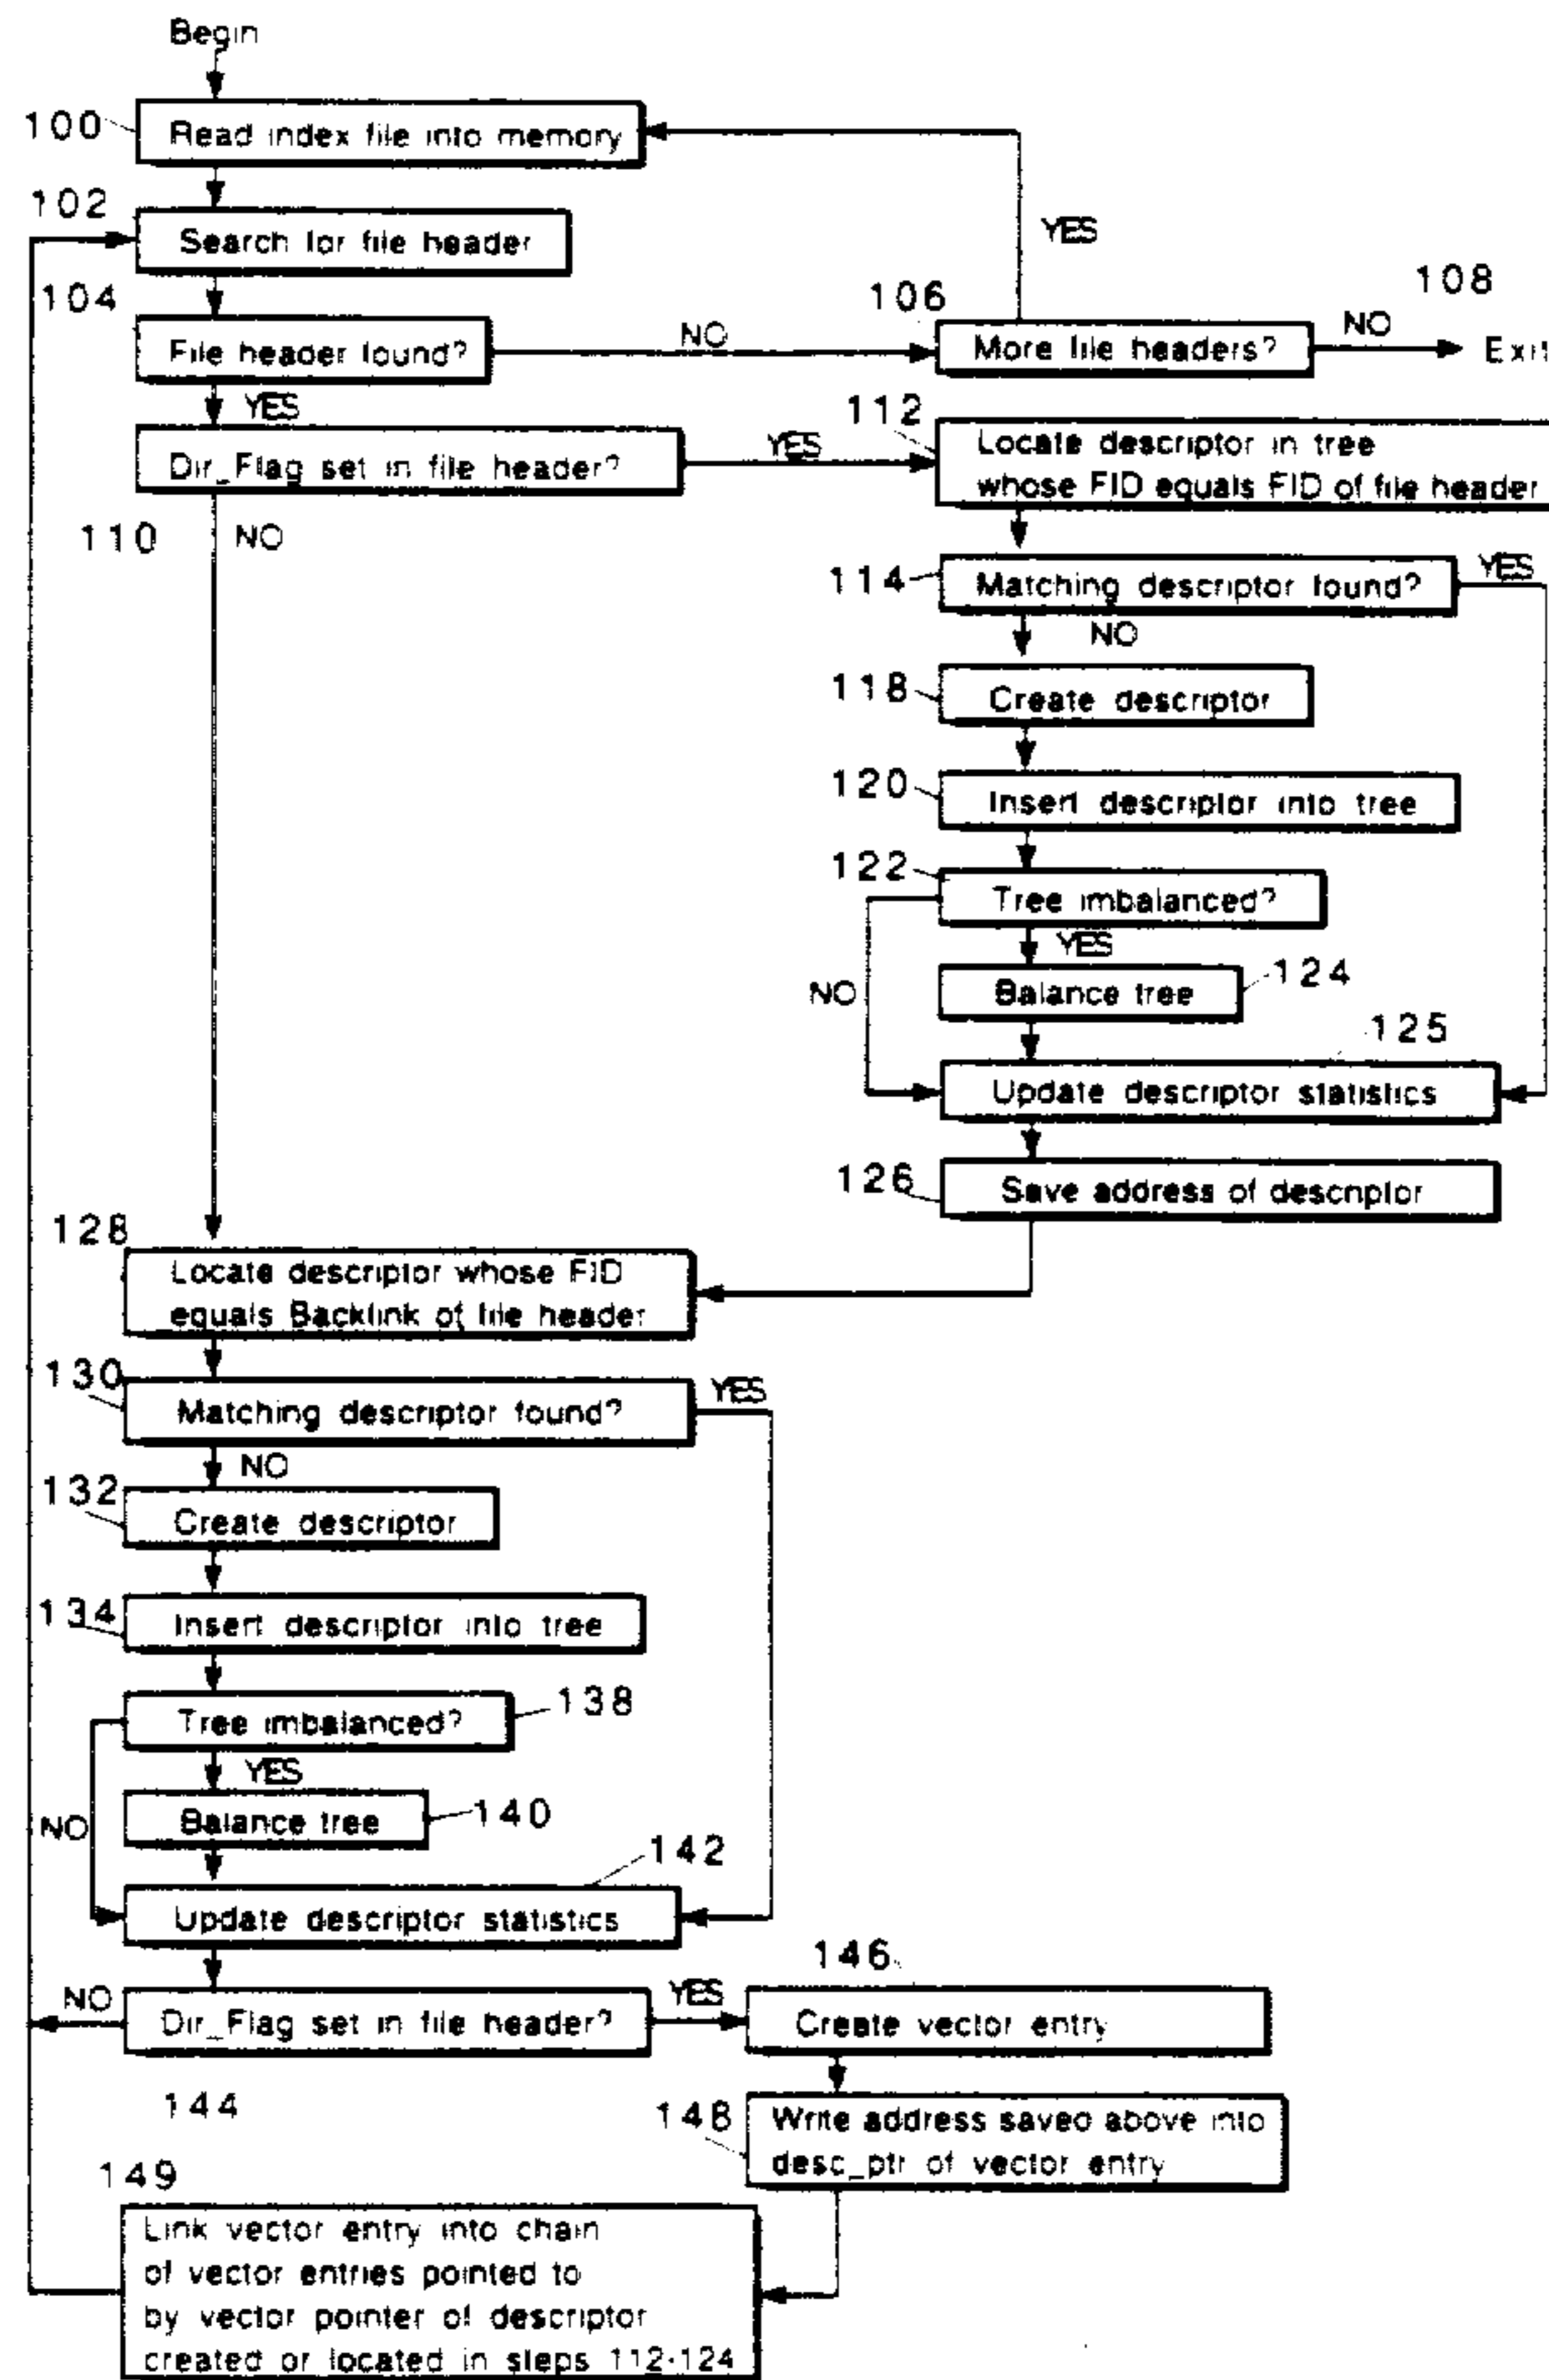 Begin
100
Read index file into memory
102
Search for file header
YES
104
File header found?
NO
106
More file headers?
NO
108
Exit
YES
Dir_Flag set in file header?
YES
110
NO
112
Locate descriptor in tree
whose FID equals FID of file header
114
Matching descriptor found?
YES
NO
118
Create descriptor
120
Insert descriptor into tree
122
Tree imbalanced?
YES
NO
Balance tree
124
125
Update descriptor statistics
126
Save address of descriptor
128
Locate descriptor whose FID
equals Backlink of file header
130
Matching descriptor found?
YES
NO
132
Create descriptor
134
Insert descriptor into tree
Tree imbalanced?
138
YES
NO
Balance tree
140
142
Update descriptor statistics
NO
Dir_Flag set in file header?
YES
144
146
Create vector entry
148
Write address saved above into
desc_ptr of vector entry
149
Link vector entry into chain
of vector entries pointed to
by vector pointer of descriptor
created or located in steps 112-124